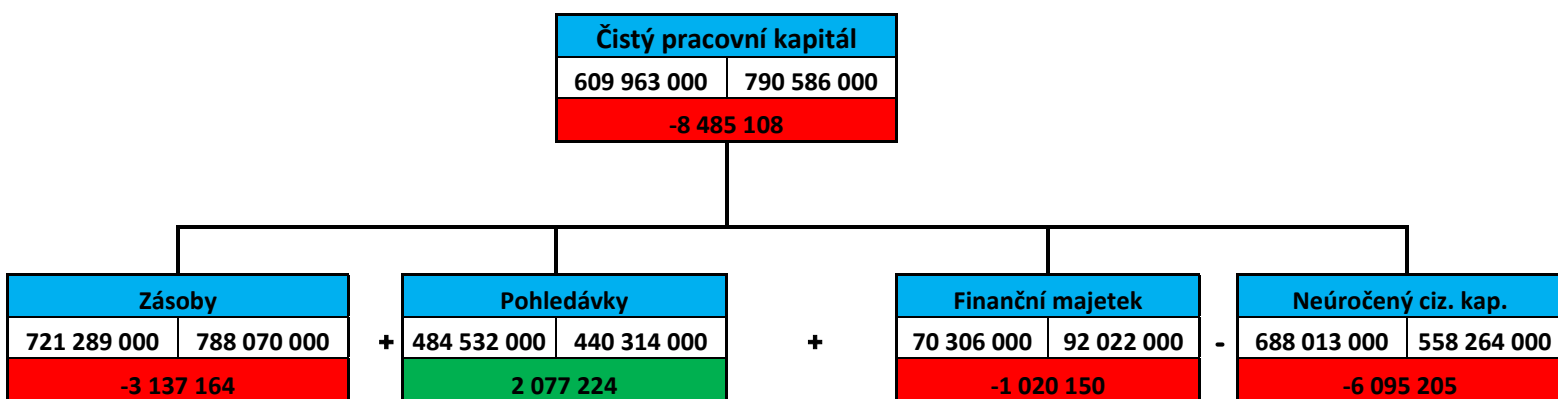 Čistý pracovní kapitál
609 963 000 790 586 000
-8 485 108
Zásoby Pohledávky Finanční majetek Neúročený ciz. kap.
721 289 000 788 070 000 + 484 532 000 440 314 000 + 70 306 000 92 022 000 - 688 013 000 558 264 000
-3 137 164 2 077 224 -1 020 150 -6 095 205